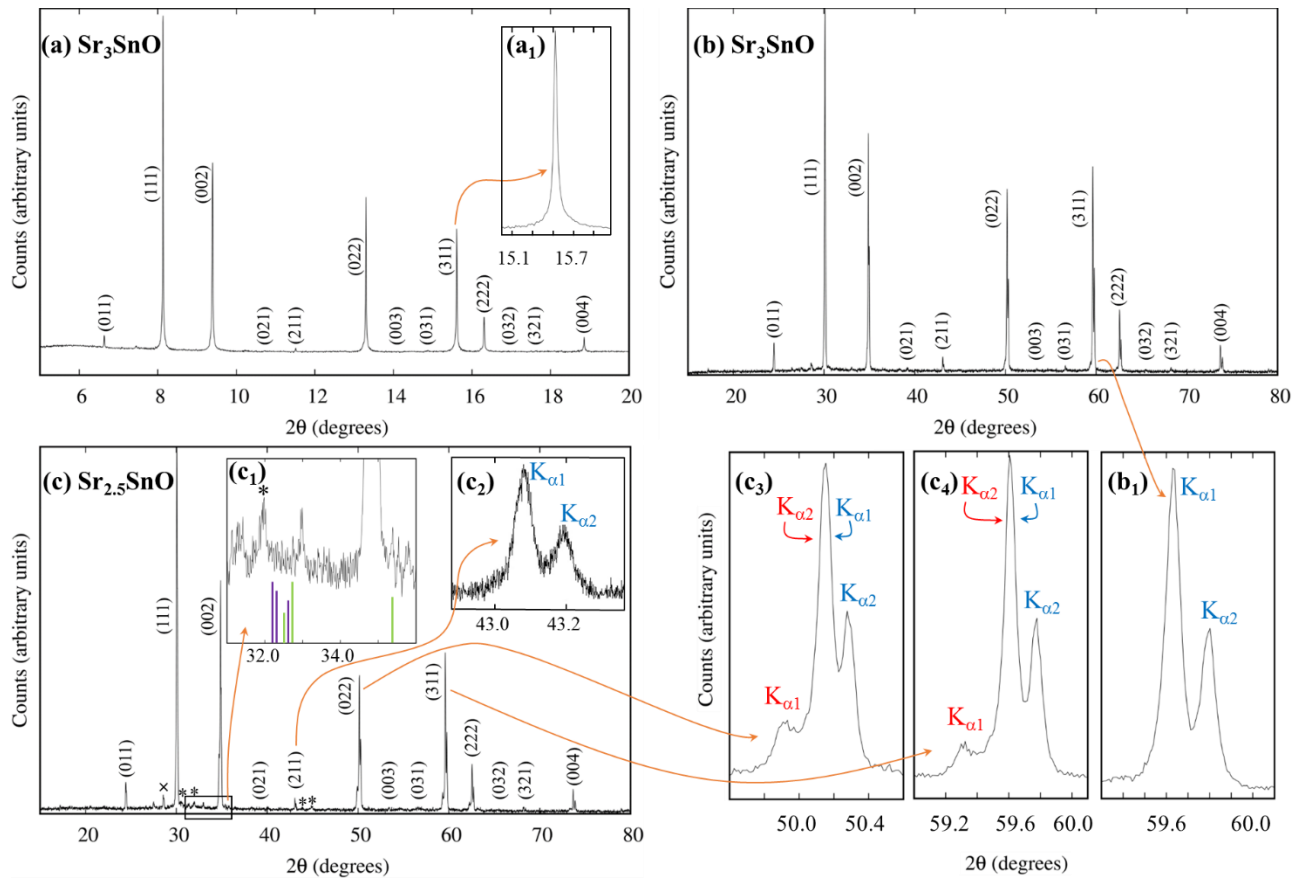 (a) Sr₃SnO
(a₁)
Counts (arbitrary units)
(011)
(111)
(002)
(021)
(211)
(022)
(003)
(031)
(311)
(222)
(032)
(321)
(004)
15.1 15.7
6 8 10 12 14 16 18 20
2θ (degrees)
(b) Sr₃SnO
Counts (arbitrary units)
(011)
(111)
(002)
(021)
(211)
(022)
(003)
(031)
(311)
(222)
(032)
(321)
(004)
20 30 40 50 60 70 80
2θ (degrees)
(c) Sr₂.₅SnO
Counts (arbitrary units)
(011)
×
(111)
**
(002)
(021)
(211)
**
(022)
(003)
(031)
(311)
(222)
(032)
(321)
(004)
20 30 40 50 60 70 80
2θ (degrees)
(c₁)
*
32.0 34.0
(c₂)
Kα1
Kα2
43.0 43.2
Counts (arbitrary units)
(c₃)
Kα2
Kα1
Kα2
Kα1
50.0 50.4
(c₄)
Kα2
Kα1
Kα2
Kα1
59.2 59.6 60.0
(b₁)
Kα1
Kα2
59.6 60.0
2θ (degrees)